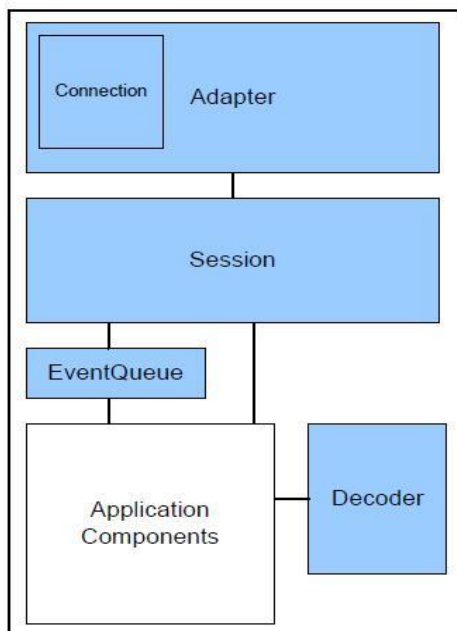 Connection
Adapter
Session
EventQueue
Application
Components
Decoder